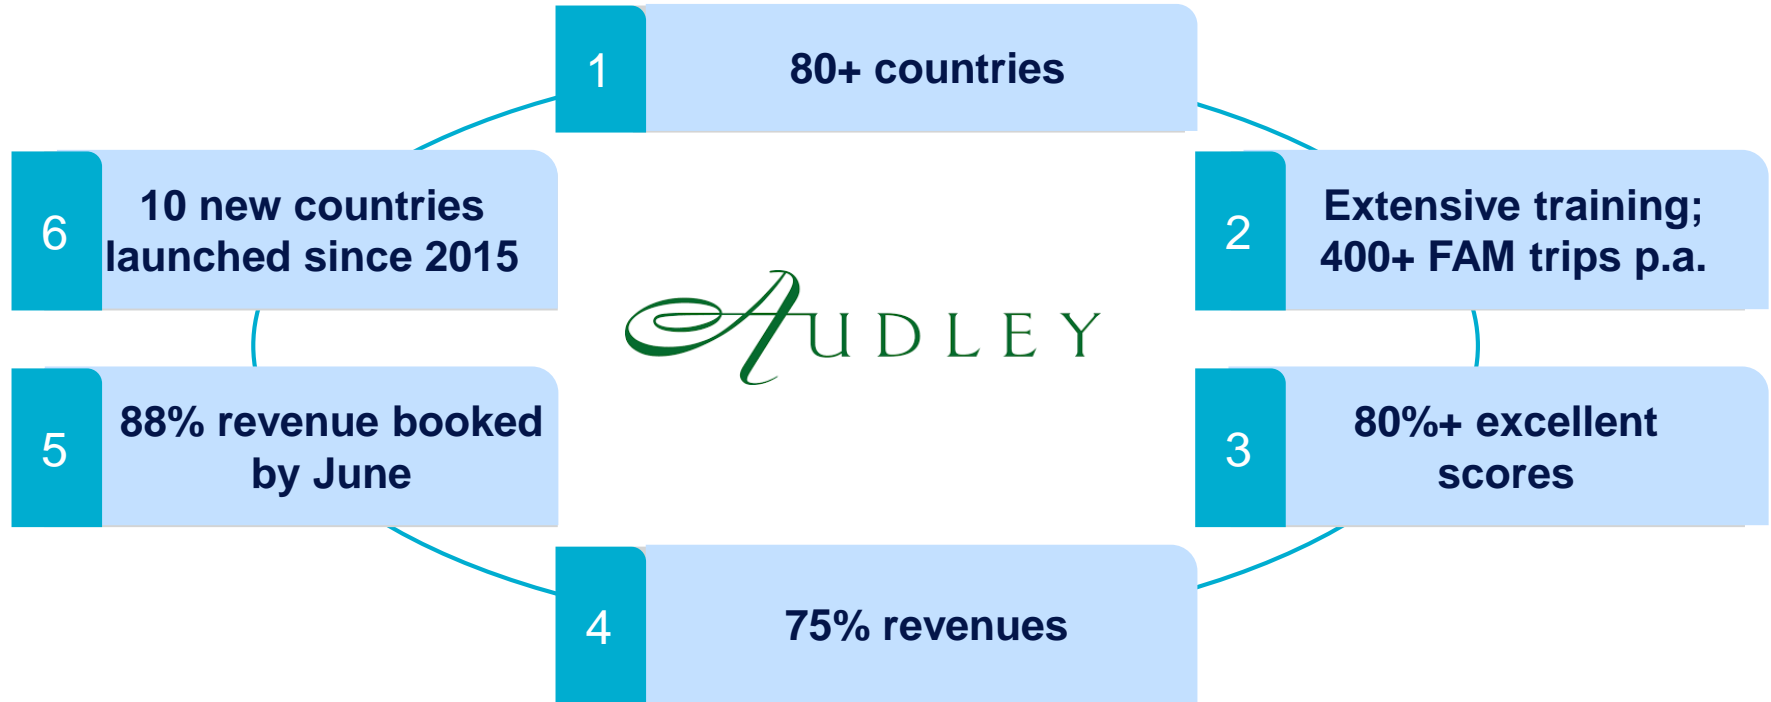 1
80+ countries
2
Extensive training;
400+ FAM trips p.a.
3
80%+ excellent
scores
4
75% revenues
5
88% revenue booked
by June
6
10 new countries
launched since 2015
AUDLEY